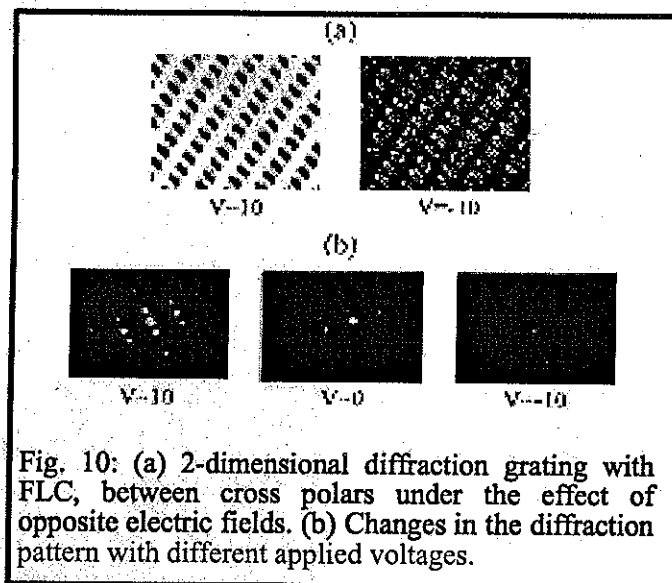 (a)
V=10
V=-10
(b)
V=10
V=0
V=-10
Fig. 10: (a) 2-dimensional diffraction grating with
FLC, between cross polars under the effect of
opposite electric fields. (b) Changes in the diffraction
pattern with different applied voltages.